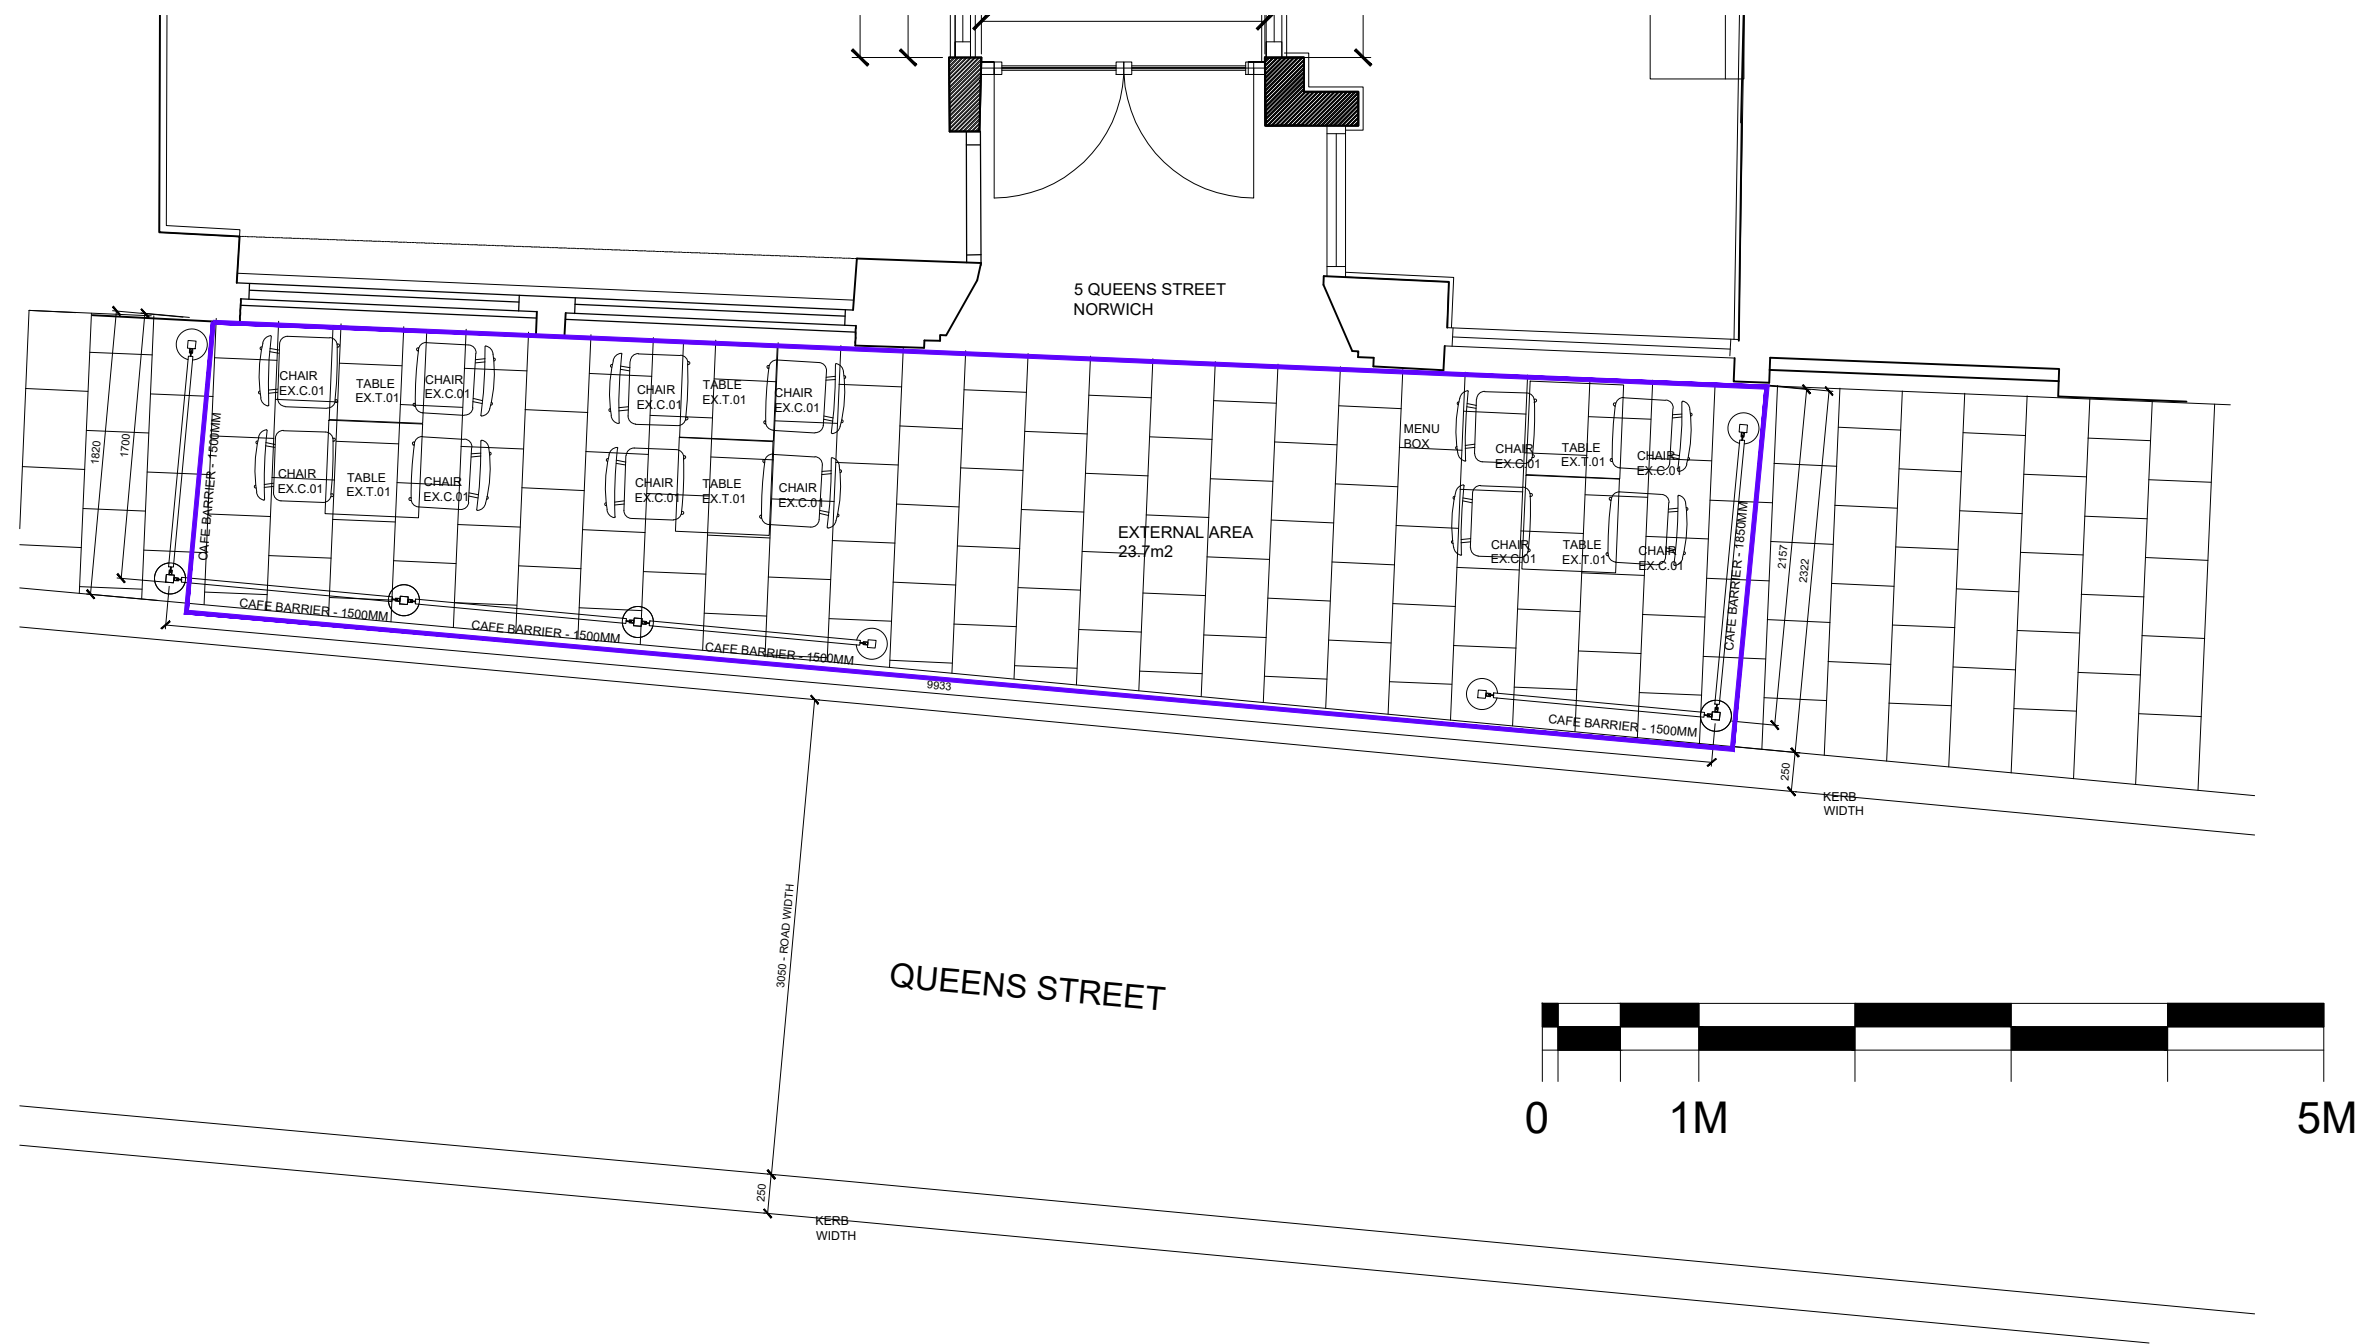 5 QUEENS STREET
NORWICH
CHAIR
EX.C.01
TABLE
EX.T.01
CHAIR
EX.C.01
CHAIR
EX.C.01
TABLE
EX.T.01
CHAIR
EX.C.01
CHAIR
EX.C.01
TABLE
EX.T.01
CHAIR
EX.C.01
CHAIR
EX.C.01
TABLE
EX.T.01
CHAIR
EX.C.01
MENU
BOX
CHAIR
EX.C.01
TABLE
EX.T.01
CHAIR
EX.C.01
CHAIR
EX.C.01
TABLE
EX.T.01
CHAIR
EX.C.01
1820
1700
CAFE BARRIER - 1500MM
EXTERNAL AREA
23.7m2
CAFE BARRIER - 1850MM
2157
2322
CAFE BARRIER - 1500MM
CAFE BARRIER - 1500MM
CAFE BARRIER - 1500MM
9933
CAFE BARRIER - 1500MM
250
KERB
WIDTH
3050 - ROAD WIDTH
QUEENS STREET
0 1M 5M
250
KERB
WIDTH